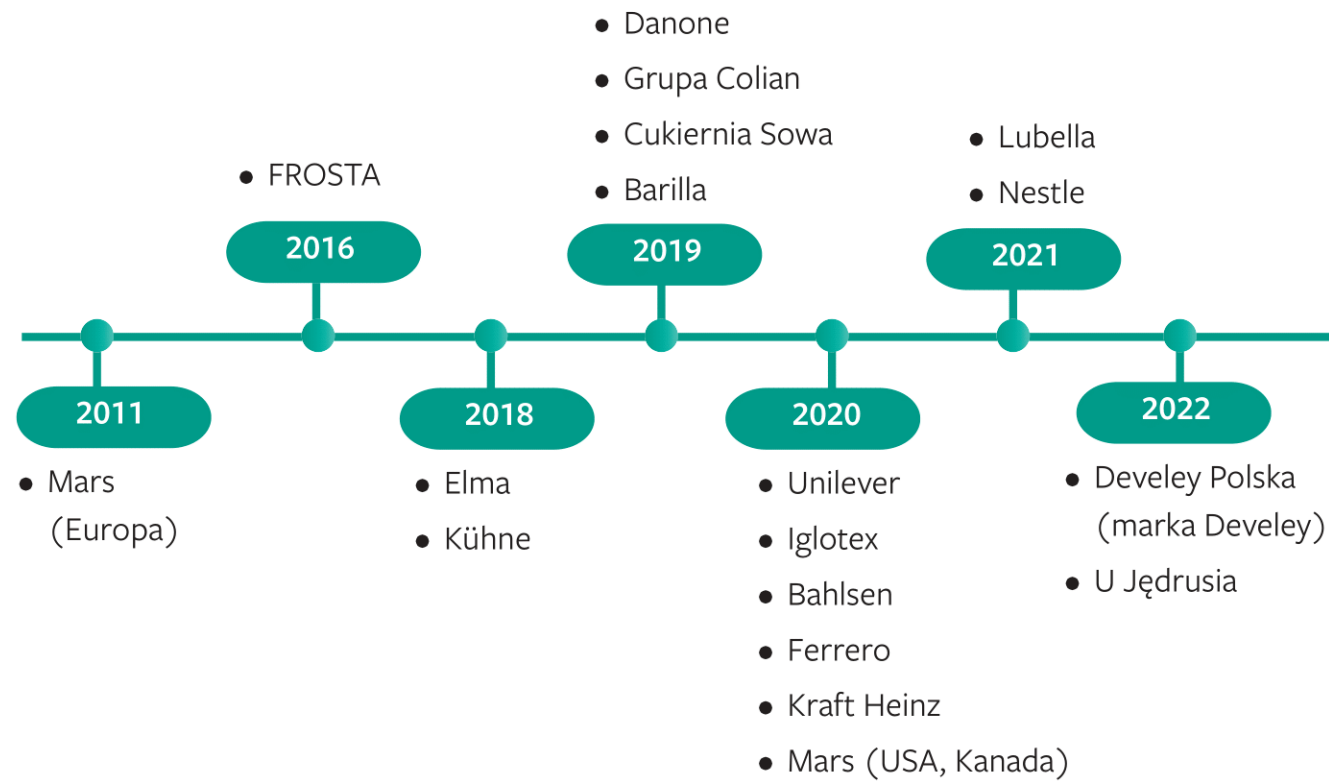 2011
Mars
(Europa)
2016
FROSTA
2018
Elma
Kühne
2019
Danone
Grupa Colian
Cukiernia Sowa
Barilla
2020
Unilever
Iglotex
Bahlsen
Ferrero
Kraft Heinz
Mars (USA, Kanada)
2021
Lubella
Nestle
2022
Develey Polska
(marka Develey)
U Jędrusia